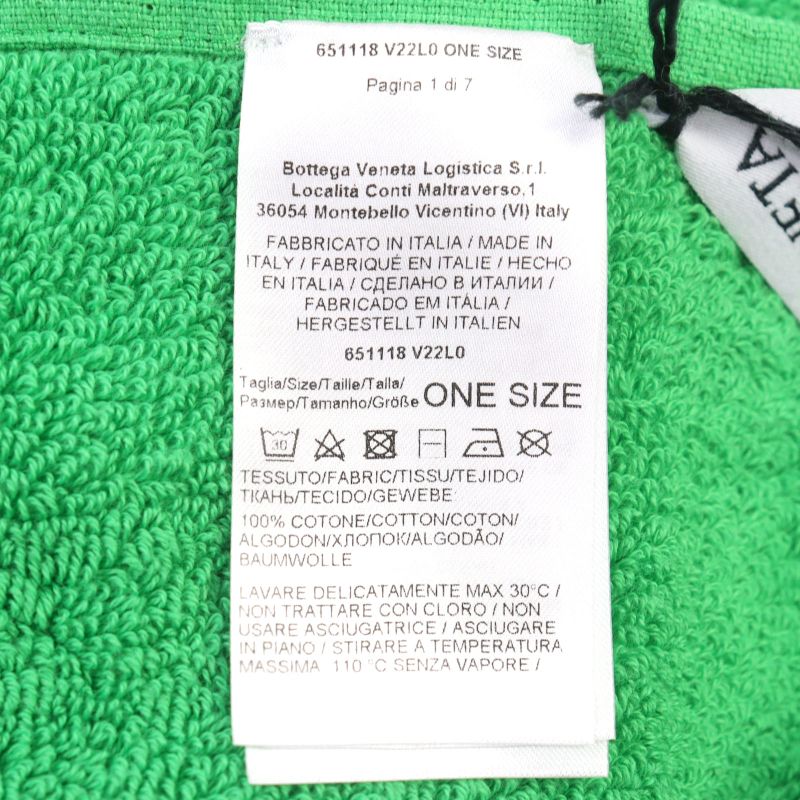 651118 V22L0 ONE SIZE
Pagina 1 di 7
Bottega Veneta Logistica S.r.l.
Località Conti Maltraverso,1
36054 Montebello Vicentino (VI) Italy
FABBRICATO IN ITALIA / MADE IN
ITALY / FABRIQUÉ EN ITALIE / HECHO
EN ITALIA / СДЕЛАНО В ИТАЛИИ /
FABRICADO EM ITÁLIA /
HERGESTELLT IN ITALIEN
651118 V22L0
Taglia/Size/Taille/Talla/
Размер/Tamanho/Größe ONE SIZE
30
TESSUTO/FABRIC/TISSU/TEJIDO/
ТКАНЬ/TECIDO/GEWEBE:
100% COTONE/COTTON/COTON/
ALGODON/ХЛОПОК/ALGODÃO/
BAUMWOLLE
LAVARE DELICATAMENTE MAX 30°C /
NON TRATTARE CON CLORO / NON
USARE ASCIUGATRICE / ASCIUGARE
IN PIANO / STIRARE A TEMPERATURA
MASSIMA 110 °C SENZA VAPORE /